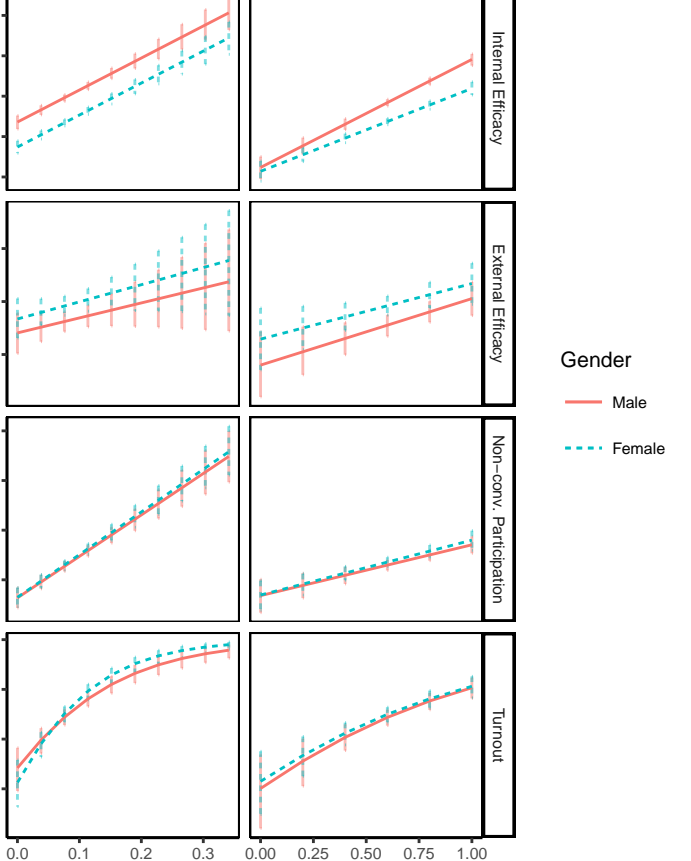 Internal Efficacy
External Efficacy
Gender
Male
Female
Non−conv. Participation
Turnout
0.0 0.1 0.2 0.3 0.00 0.25 0.50 0.75 1.00